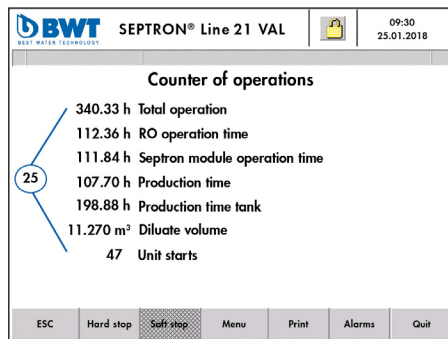 BWT
BEST WATER TECHNOLOGY
SEPTRON® Line 21 VAL
09:30
25.01.2018
Counter of operations
340.33 h Total operation
112.36 h RO operation time
111.84 h Septron module operation time
25
107.70 h Production time
198.88 h Production time tank
11.270 m³ Diluate volume
47 Unit starts
ESC Hard stop Soft stop Menu Print Alarms Quit